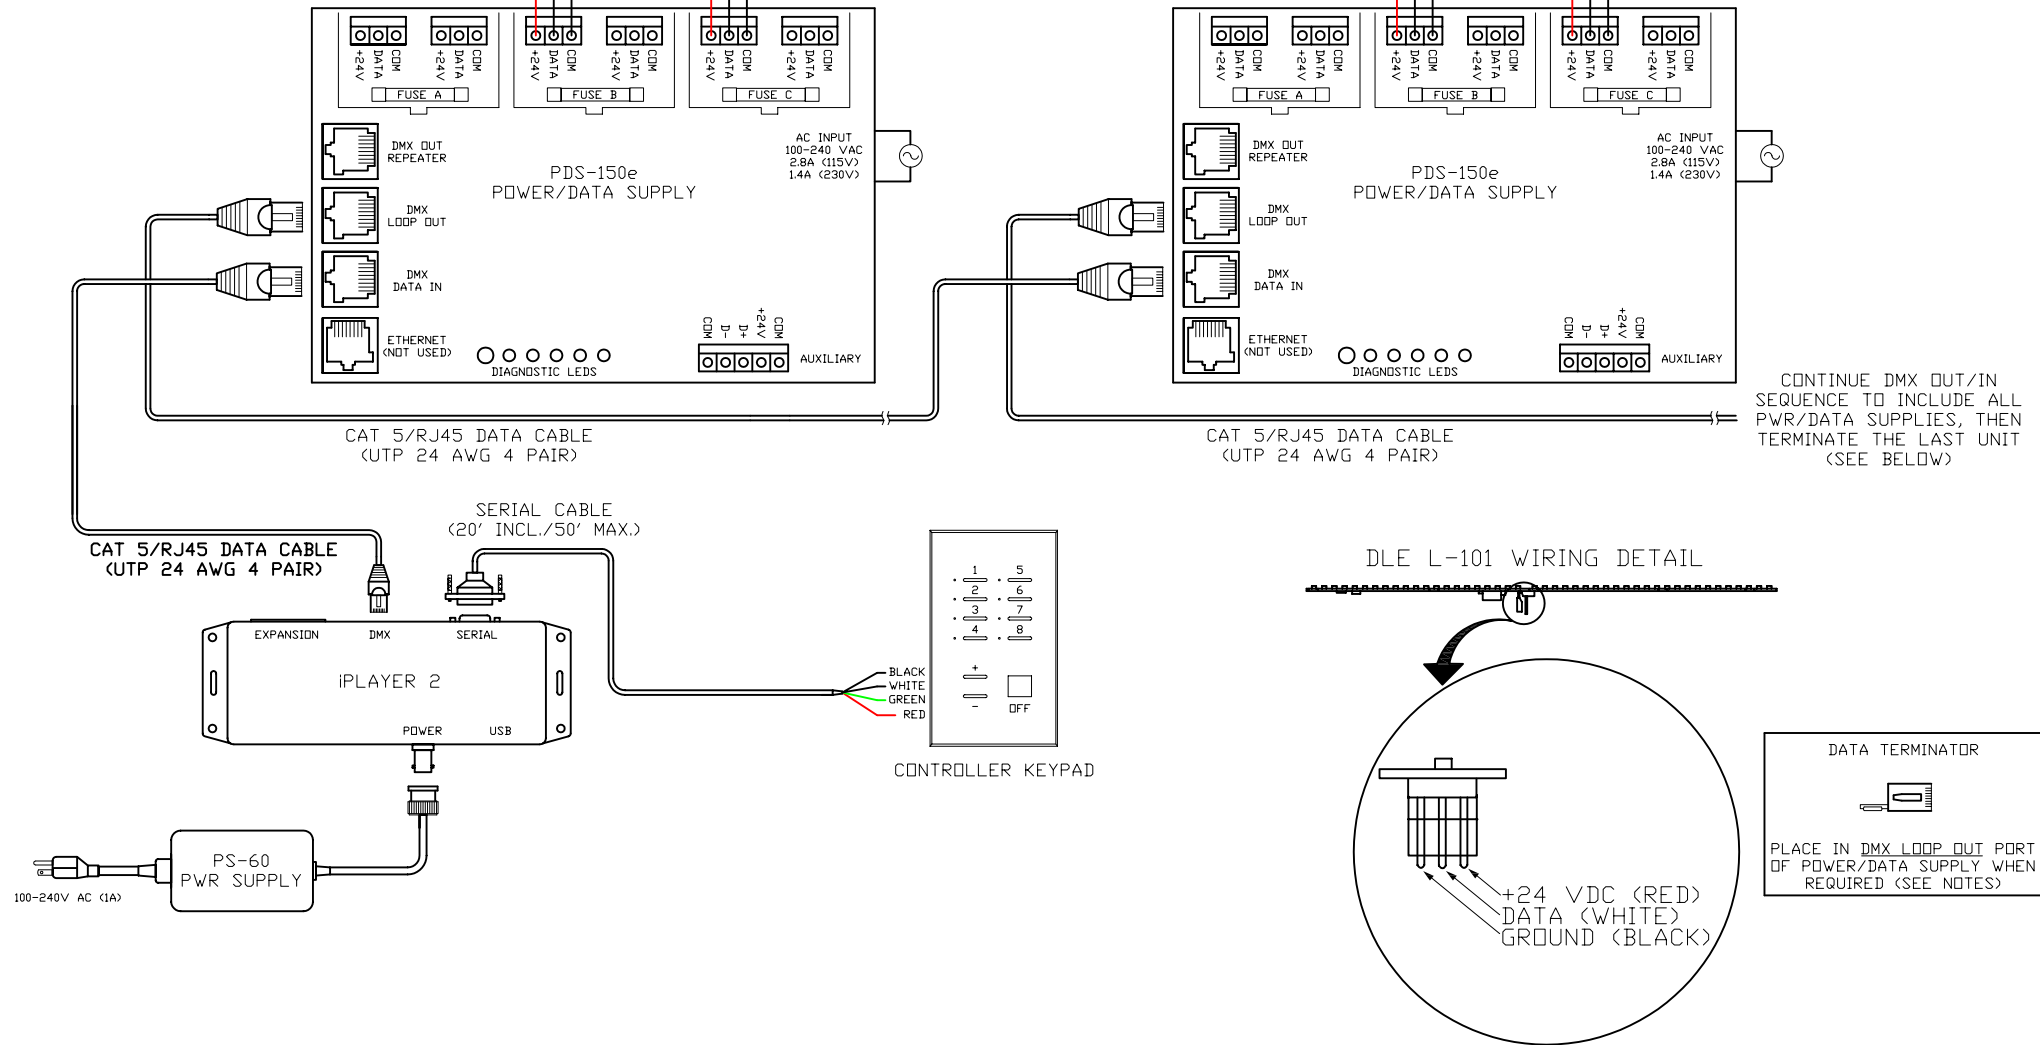 +24V DATA COM +24V DATA COM +24V DATA COM +24V DATA COM +24V DATA COM +24V DATA COM
FUSE A FUSE B FUSE C
DMX OUT
REPEATER
PDS-150e
POWER/DATA SUPPLY
AC INPUT
100-240 VAC
2.8A (115V)
1.4A (230V)
DMX
LOOP OUT
DMX
DATA IN
ETHERNET
(NOT USED)
DIAGNOSTIC LEDS
COM D- D+ +24V COM
AUXILIARY
+24V DATA COM +24V DATA COM +24V DATA COM +24V DATA COM +24V DATA COM +24V DATA COM
FUSE A FUSE B FUSE C
DMX OUT
REPEATER
PDS-150e
POWER/DATA SUPPLY
AC INPUT
100-240 VAC
2.8A (115V)
1.4A (230V)
DMX
LOOP OUT
DMX
DATA IN
ETHERNET
(NOT USED)
DIAGNOSTIC LEDS
COM D- D+ +24V COM
AUXILIARY
CONTINUE DMX OUT/IN
SEQUENCE TO INCLUDE ALL
PWR/DATA SUPPLIES, THEN
TERMINATE THE LAST UNIT
(SEE BELOW)
CAT 5/RJ45 DATA CABLE
(UTP 24 AWG 4 PAIR)
CAT 5/RJ45 DATA CABLE
(UTP 24 AWG 4 PAIR)
CAT 5/RJ45 DATA CABLE
(UTP 24 AWG 4 PAIR)
SERIAL CABLE
(20' INCL./50' MAX.)
EXPANSION DMX SERIAL
iPLAYER 2
POWER USB
BLACK
WHITE
GREEN
RED
1 5
2 6
3 7
4 8
+
-
OFF
CONTROLLER KEYPAD
PS-60
PWR SUPPLY
100-240V AC (1A)
DLE L-101 WIRING DETAIL
+24 VDC (RED)
DATA (WHITE)
GROUND (BLACK)
DATA TERMINATOR
PLACE IN DMX LOOP OUT PORT
OF POWER/DATA SUPPLY WHEN
REQUIRED (SEE NOTES)